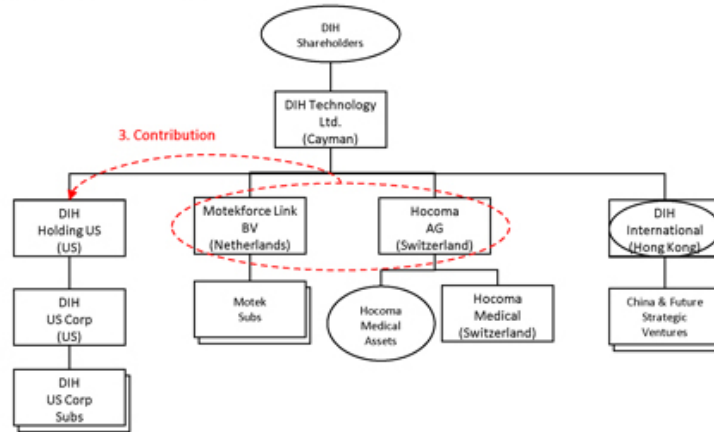 DIH
Shareholders
DIH Technology
Ltd.
(Cayman)
3. Contribution
DIH
Holding US
(US)
Motekforce Link
BV
(Netherlands)
Hocoma
AG
(Switzerland)
DIH
International
(Hong Kong)
DIH
US Corp
(US)
Motek
Subs
Hocoma
Medical
Assets
Hocoma
Medical
(Switzerland)
China & Future
Strategic
Ventures
DIH
US Corp
Subs